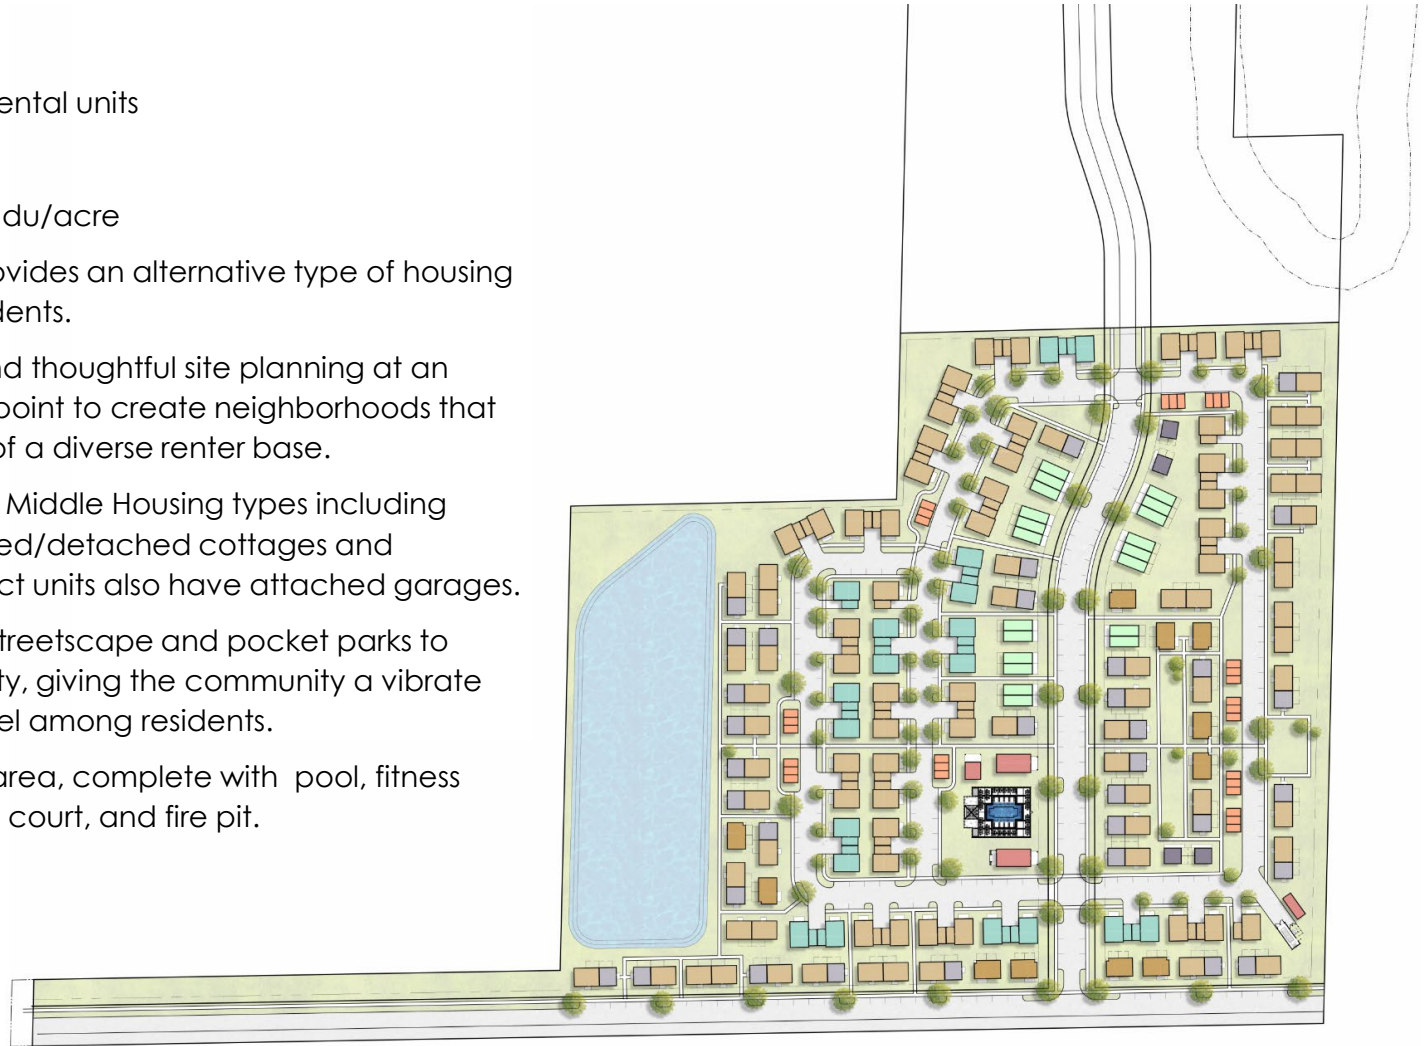 ental units
du/acre
ovides an alternative type of housing
dents.
nd thoughtful site planning at an
point to create neighborhoods that
of a diverse renter base.
Middle Housing types including
ed/detached cottages and
ct units also have attached garages.
treetscape and pocket parks to
ty, giving the community a vibrate
el among residents.
area, complete with  pool, fitness
court, and fire pit.